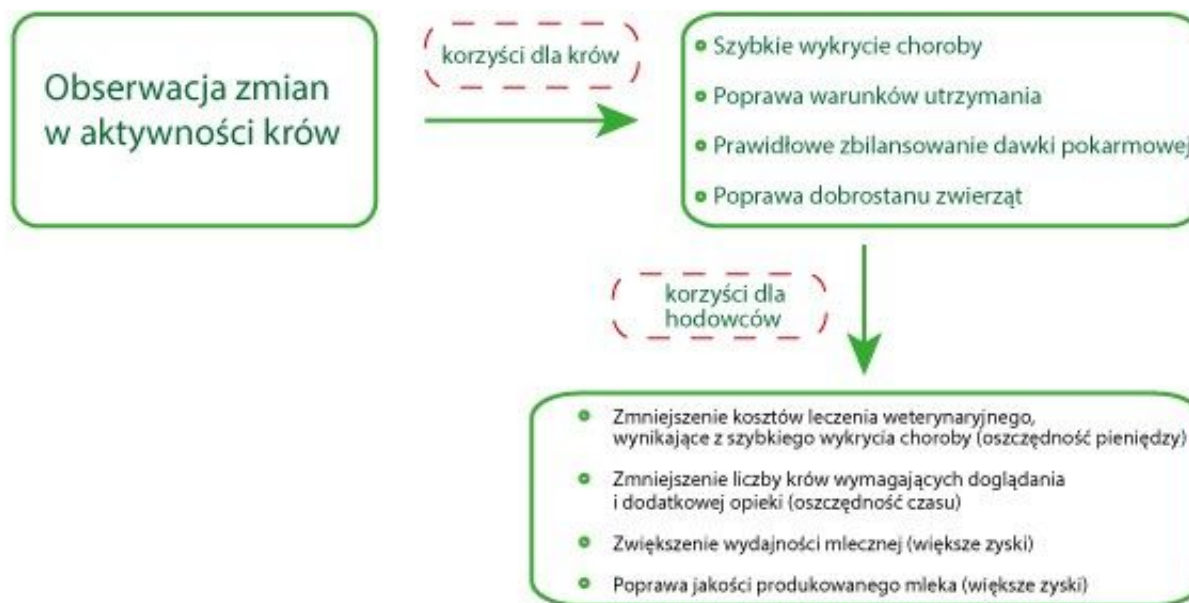 Obserwacja zmian
w aktywności krów
korzyści dla krów
Szybkie wykrycie choroby
Poprawa warunków utrzymania
Prawidłowe zbilansowanie dawki pokarmowej
Poprawa dobrostanu zwierząt
korzyści dla
hodowców
Zmniejszenie kosztów leczenia weterynaryjnego,
wynikające z szybkiego wykrycia choroby (oszczędność pieniędzy)
Zmniejszenie liczby krów wymagających doglądania
i dodatkowej opieki (oszczędność czasu)
Zwiększenie wydajności mlecznej (większe zyski)
Poprawa jakości produkowanego mleka (większe zyski)